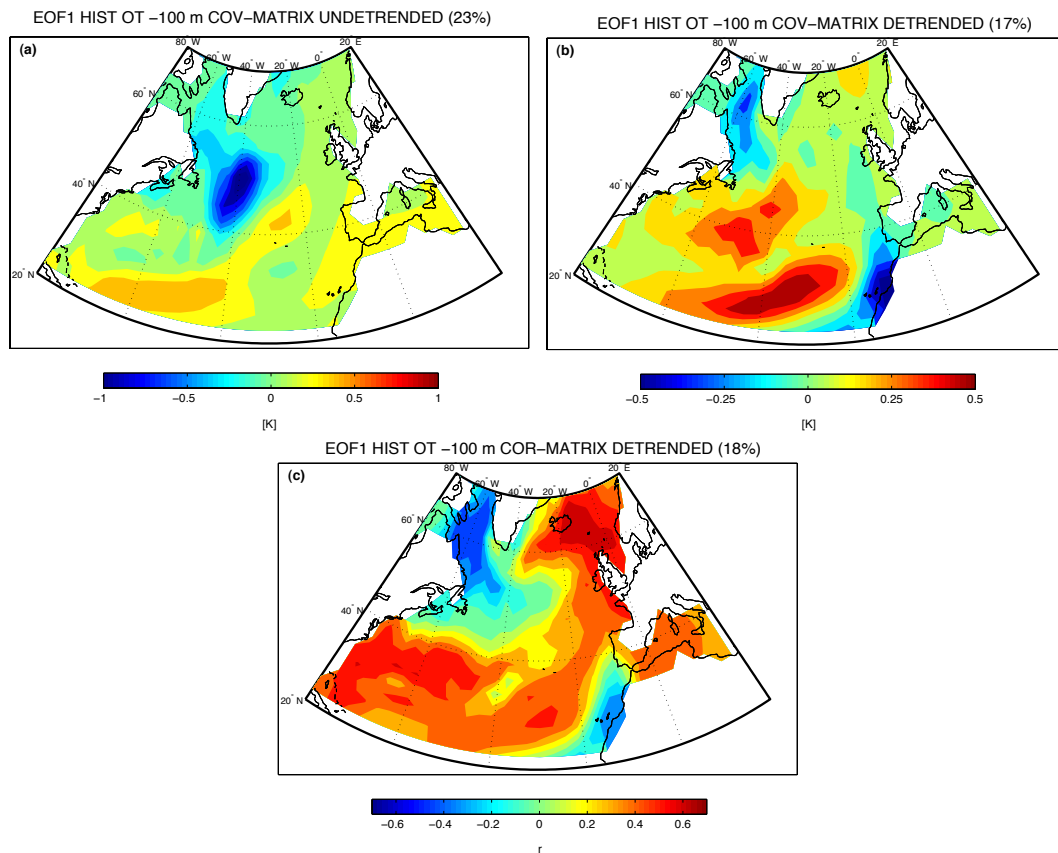 EOF1 HIST OT −100 m COV−MATRIX UNDETRENDED (23%)
(a)
80° W
60° W
40° W
20° W
0°
20° E
60° N
40° N
20° N
−1
−0.5
0
0.5
1
[K]
EOF1 HIST OT −100 m COV−MATRIX DETRENDED (17%)
(b)
80° W
60° W
40° W
20° W
0°
20° E
60° N
40° N
20° N
−0.5
−0.25
0
0.25
0.5
[K]
EOF1 HIST OT −100 m COR−MATRIX DETRENDED (18%)
(c)
80° W
60° W
40° W
20° W
0°
20° E
60° N
40° N
20° N
−0.6
−0.4
−0.2
0
0.2
0.4
0.6
r